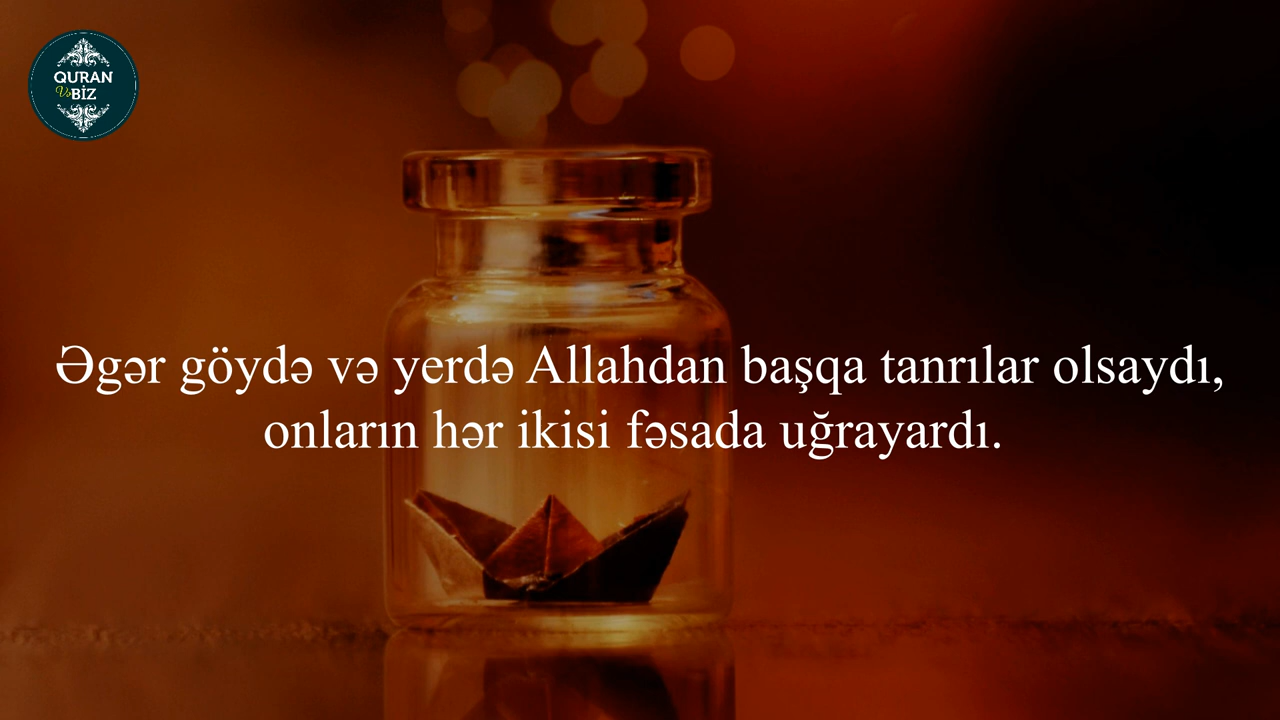 QURAN
Və BİZ
Əgər göydə və yerdə Allahdan başqa tanrılar olsaydı,
onların hər ikisi fəsada uğrayardı.